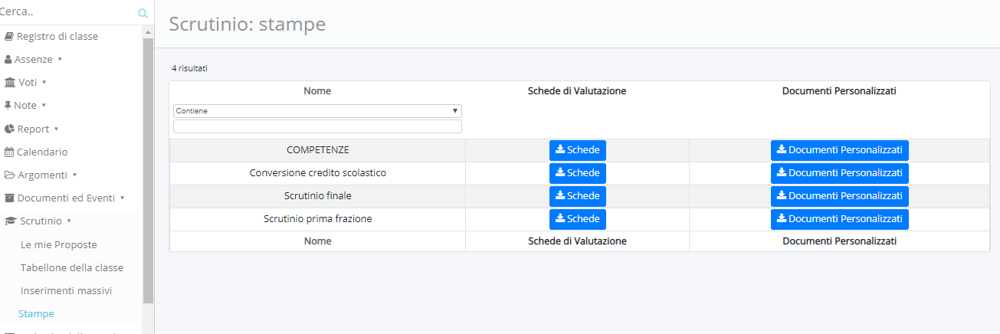 Cerca..
Registro di classe
Assenze
Voti
Note
Report
Calendario
Argomenti
Documenti ed Eventi
Scrutinio
Le mie Proposte
Tabellone della classe
Inserimenti massivi
Stampe
Scrutinio: stampe
4 risultati
Nome Schede di Valutazione Documenti Personalizzati
Contiene
COMPETENZE Schede Documenti Personalizzati
Conversione credito scolastico Schede Documenti Personalizzati
Scrutinio finale Schede Documenti Personalizzati
Scrutinio prima frazione Schede Documenti Personalizzati
Nome Schede di Valutazione Documenti Personalizzati